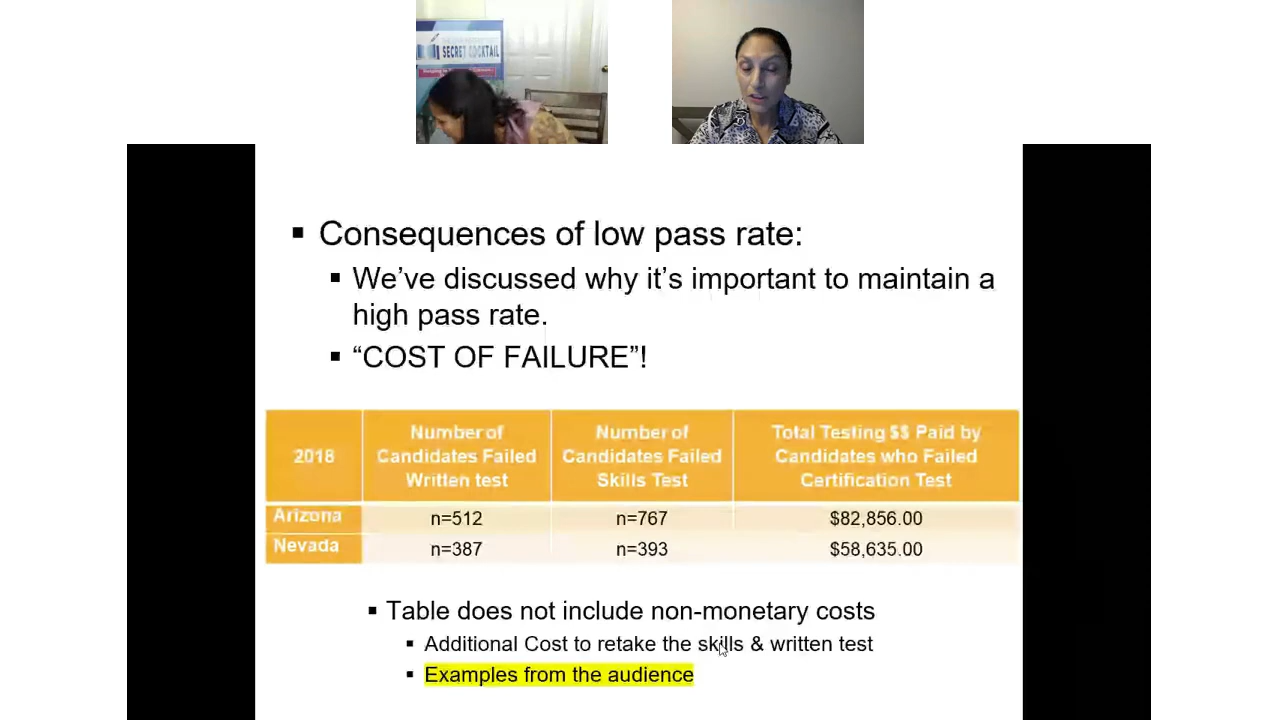 SECRET COCKTAIL
Consequences of low pass rate:
We've discussed why it's important to maintain a
high pass rate.
“COST OF FAILURE”!
2018
Number of
Candidates Failed
Written test
Number of
Candidates Failed
Skills Test
Total Testing $$ Paid by
Candidates who Failed
Certification Test
Arizona n=512 n=767 $82,856.00
Nevada n=387 n=393 $58,635.00
Table does not include non-monetary costs
Additional Cost to retake the skills & written test
Examples from the audience